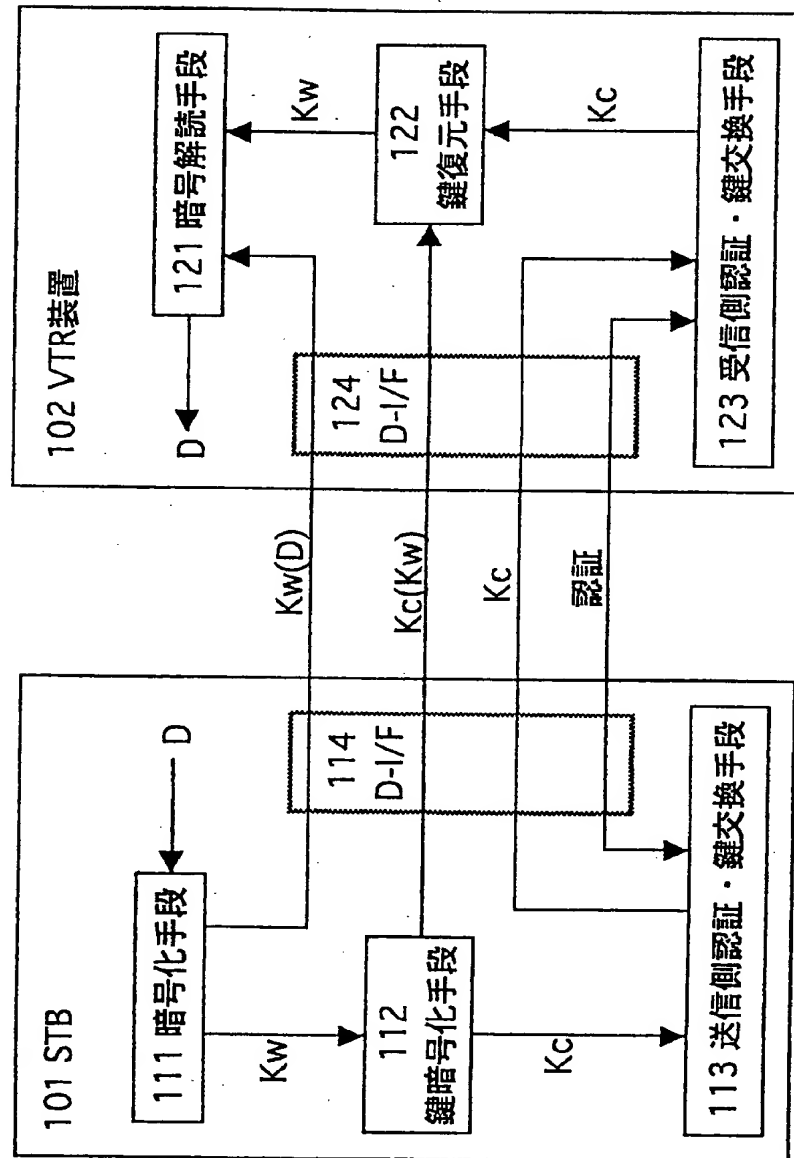 101 STB
D
111 暗号化手段
Kw
112
鍵暗号化手段
Kc
113 送信側認証・鍵交換手段
114
D-I/F
Kw(D)
Kc(Kw)
Kc
認証
102 VTR装置
D
121 暗号解読手段
Kw
122
鍵復元手段
Kc
123 受信側認証・鍵交換手段
124
D-I/F